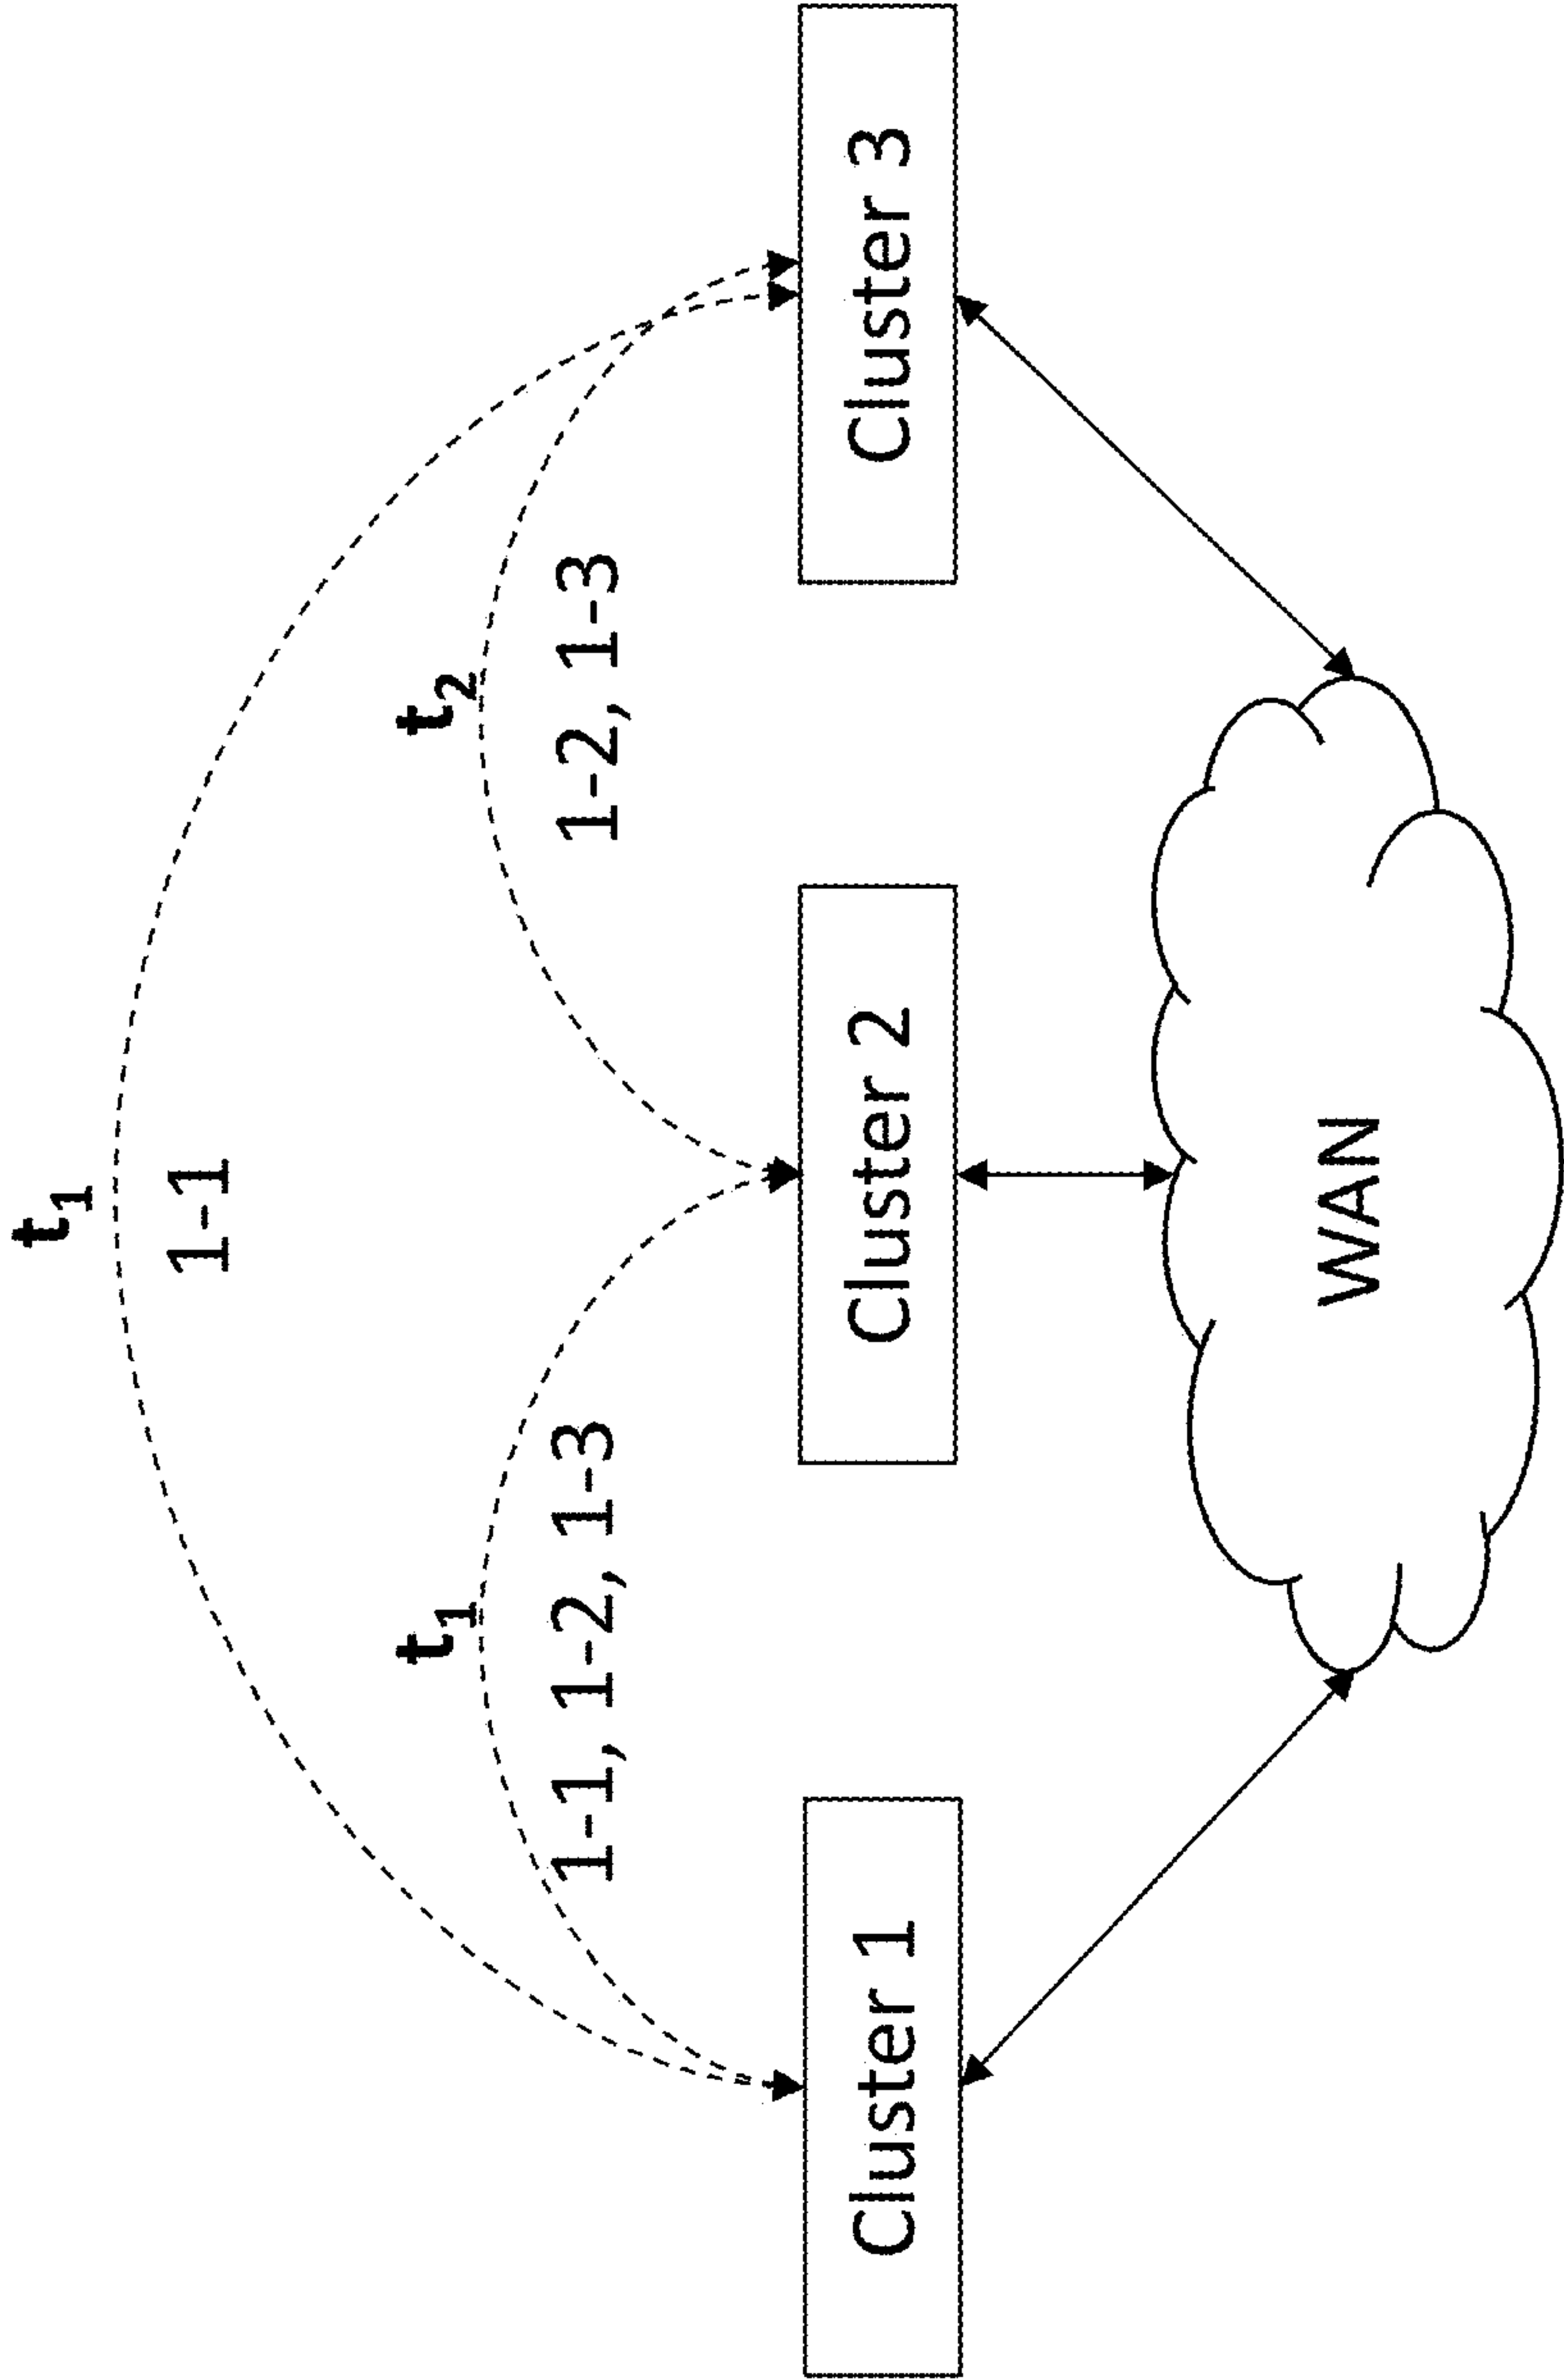 t1
1-1
t1
t2
1-1, 1-2, 1-3
1-2, 1-3
Cluster 1
Cluster 2
Cluster 3
WAN